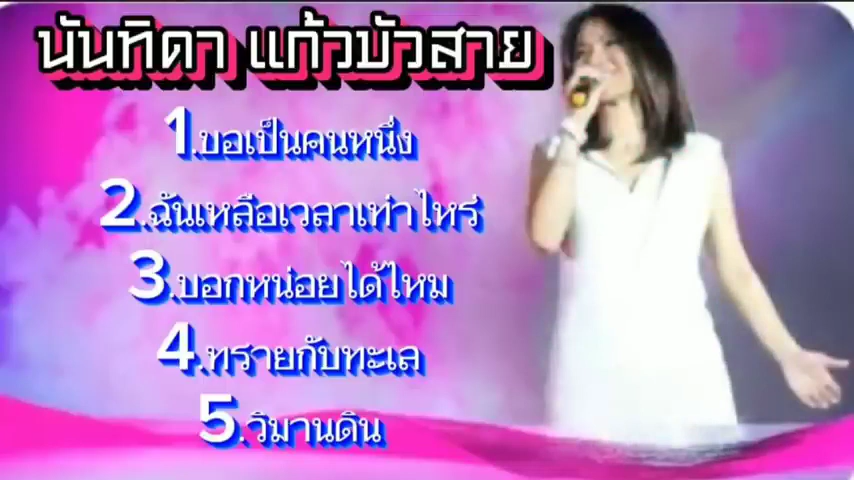 นันทิดา แก้วบัวสาย
1.ขอเป็นคนหนึ่ง
2.ฉันเหลือเวลาเท่าไหร่
3.บอกหน่อยได้ไหม
4.ทรายกับทะเล
5.วิมานดิน